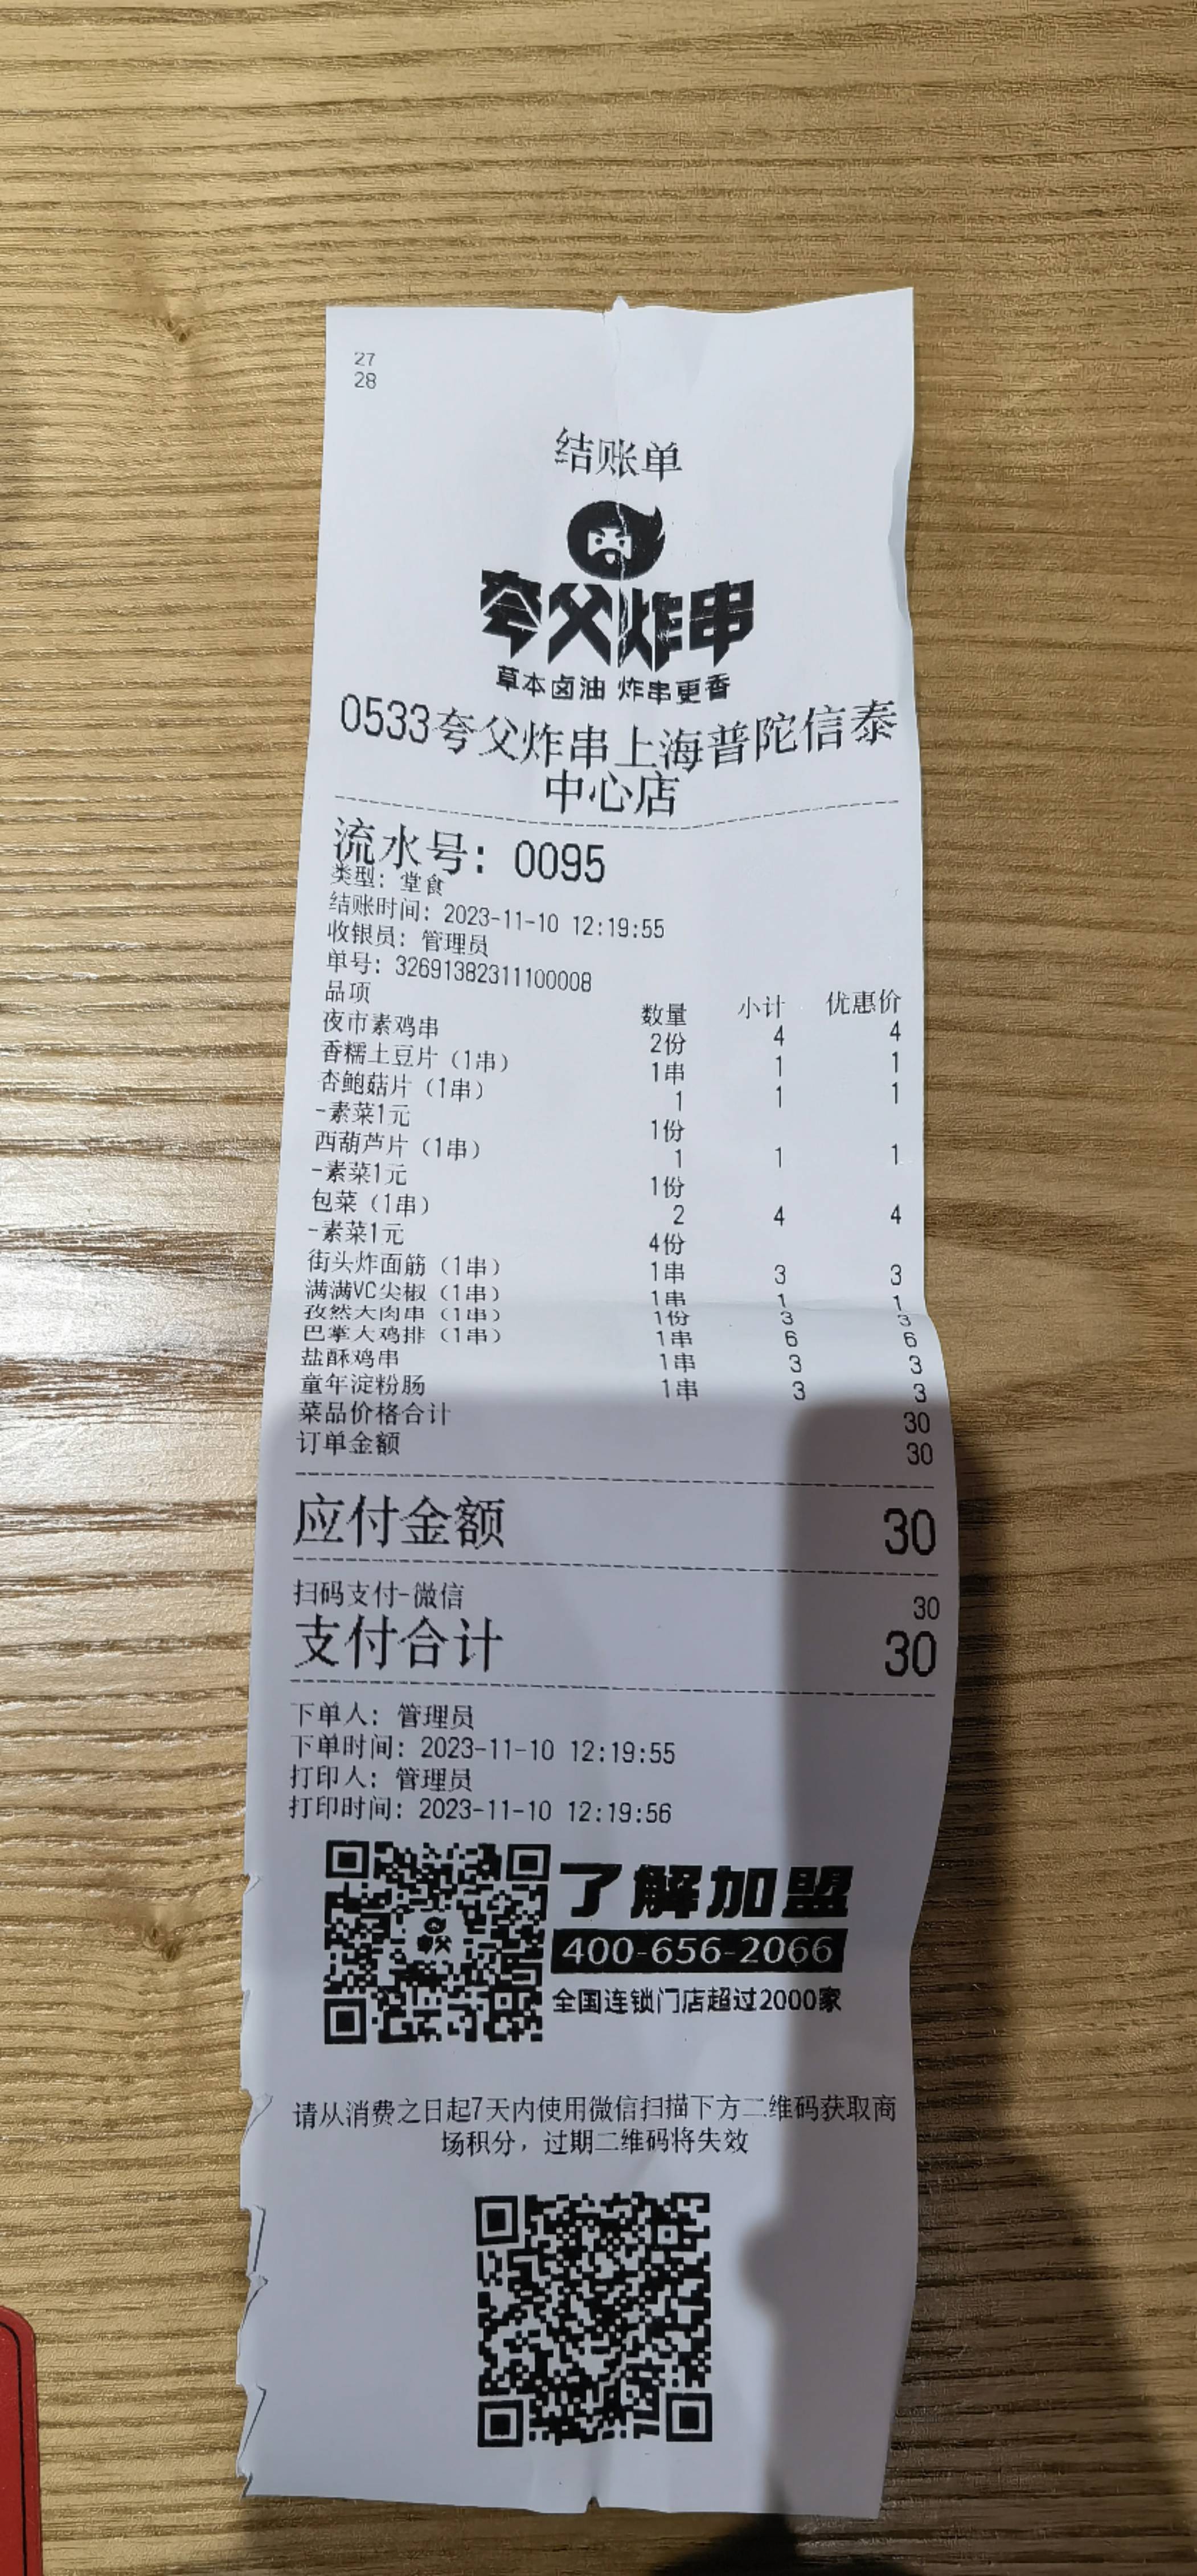 27
28
结账单
夸父炸串
草本卤油 炸串更香
0533夸父炸串上海普陀信泰
中心店
流水号: 0095
类型: 堂食
结账时间: 2023-11-10 12:19:55
收银员: 管理员
单号: 32691382311100008
品项 数量 小计 优惠价
夜市素鸡串 2份 4 4
香糯土豆片 (1串) 1串 1 1
杏鲍菇片 (1串) 1 1 1
-素菜1元 1份
西葫芦片 (1串) 1 1 1
-素菜1元 1份
包菜 (1串) 2 4 4
-素菜1元 4份
街头炸面筋 (1串) 1串 3 3
满满VC尖椒 (1串) 1串 1 1
孜然大肉串 (1串) 1份 3 3
巴掌大鸡排 (1串) 1串 6 6
盐酥鸡串 1串 3 3
童年淀粉肠 1串 3 3
菜品价格合计 30
订单金额 30
应付金额 30
扫码支付-微信 30
支付合计 30
下单人: 管理员
下单时间: 2023-11-10 12:19:55
打印人: 管理员
打印时间: 2023-11-10 12:19:56
夸父
了解加盟
400-656-2066
全国连锁门店超过2000家
请从消费之日起7天内使用微信扫描下方二维码获取商
场积分，过期二维码将失效